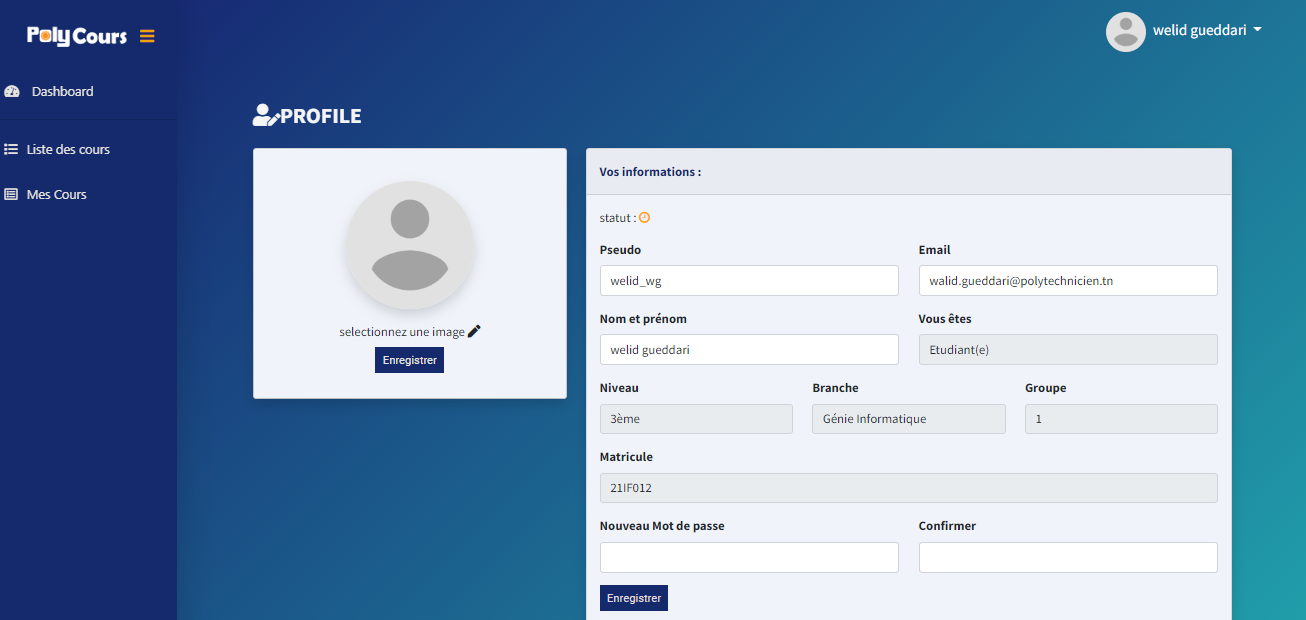 PolyCours
welid gueddari
Dashboard
Liste des cours
Mes Cours
PROFILE
selectionnez une image
Enregistrer
Vos informations :
statut :
Pseudo Email
welid_wg walid.gueddari@polytechnicien.tn
Nom et prénom Vous êtes
welid gueddari Etudiant(e)
Niveau Branche Groupe
3ème Génie Informatique 1
Matricule
21IF012
Nouveau Mot de passe Confirmer
Enregistrer